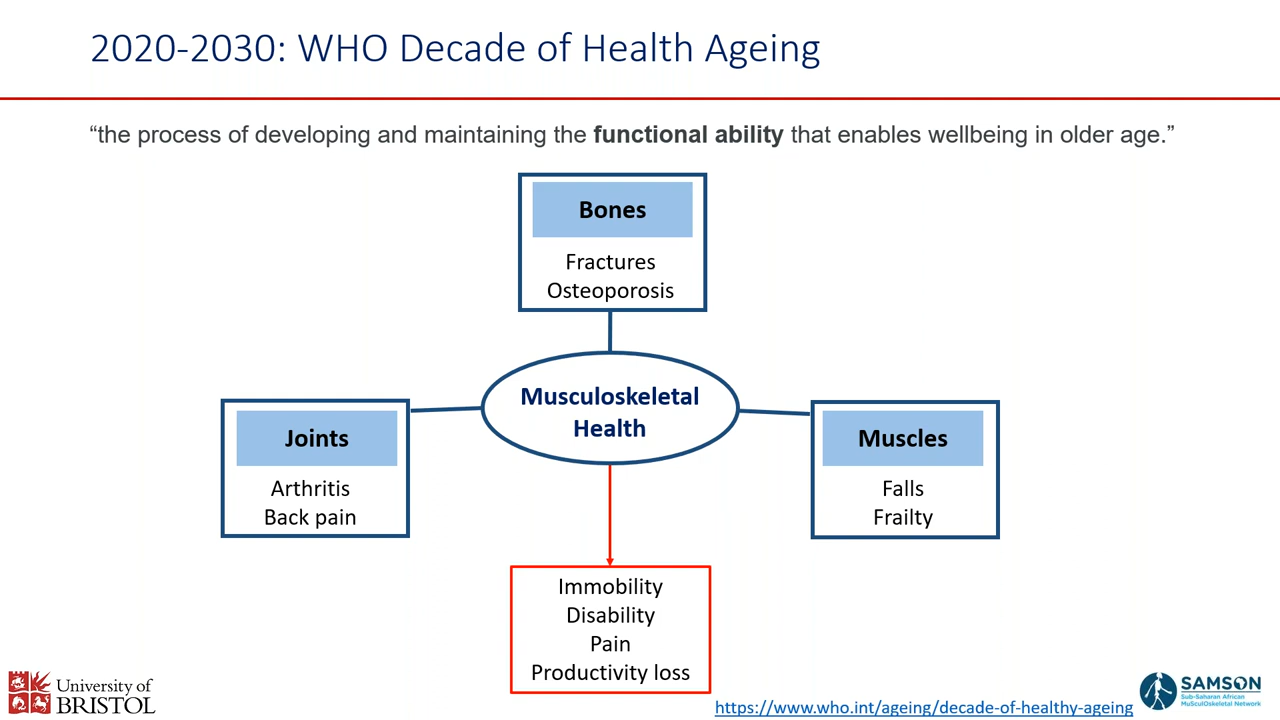 2020-2030: WHO Decade of Health Ageing
“the process of developing and maintaining the functional ability that enables wellbeing in older age.”
Bones
Fractures
Osteoporosis
Musculoskeletal
Health
Joints
Arthritis
Back pain
Muscles
Falls
Frailty
Immobility
Disability
Pain
Productivity loss
University of
BRISTOL
https://www.who.int/ageing/decade-of-healthy-ageing
SAMSON
Sub-Saharan African
MuSculOskeletal Network